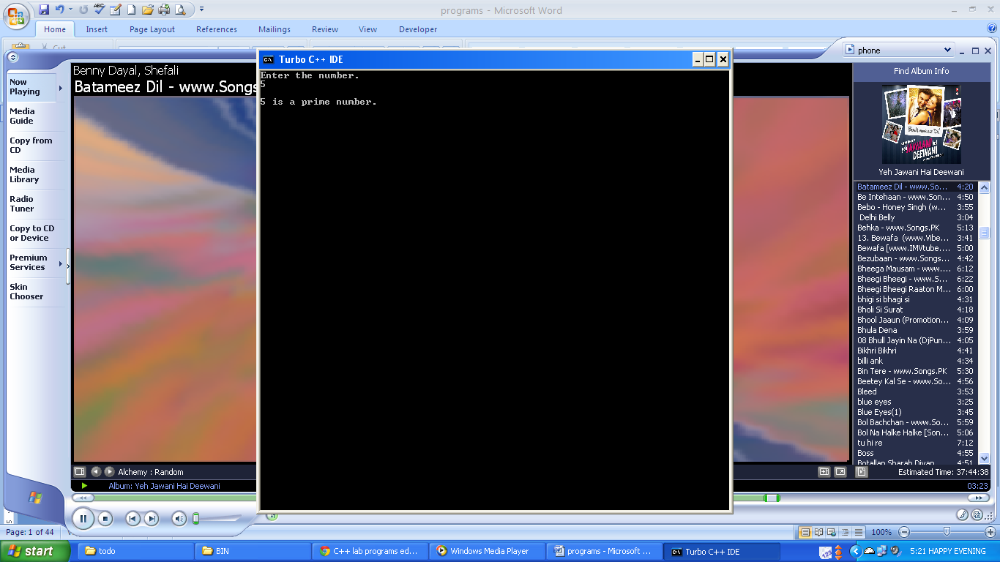 programs - Microsoft Word
Home Insert Page Layout References Mailings Review View Developer
Cut
Turbo C++ IDE
Enter the number.
5
5 is a prime number.
phone
Benny Dayal, Shefali
Batameez Dil - www.Songs
Now Playing
Media Guide
Copy from CD
Media Library
Radio Tuner
Copy to CD or Device
Premium Services
Skin Chooser
Find Album Info
Yeh Jawani Hai Deewani
Batameez Dil - www.So... 4:20
Be Intehaan - www.Son... 4:50
Bebo - Honey Singh (w... 3:55
Delhi Belly 3:04
Behka - www.Songs.PK 5:13
13. Bewafa (www.Vibe... 3:41
Bewafa [www.IMVtube.... 5:00
Bezubaan - www.Songs... 4:42
Bheega Mausam - www.... 6:12
Bheegi Bheegi - www.S... 6:22
Bheegi Bheegi Raaton M... 6:00
bhigi si bhagi si 4:31
Bholi Si Surat 4:18
Bhool Jaaun (Promotion... 4:09
Bhula Dena 3:59
08 Bhull Jayin Na (DjPun... 4:05
Bikhri Bikhri 4:41
billi ank 4:34
Bin Tere - www.Songs.PK 5:30
Beetey Kal Se - www.So... 4:56
Bleed 3:53
blue eyes 3:25
Blue Eyes(1) 3:45
Bol Bachchan - www.So... 5:59
Bol Na Halke Halke [Son... 5:06
tu hi re 7:12
Boss 4:55
Botallan Sharab Diyan 4:51
Alchemy : Random
Estimated Time: 37:44:38
Album: Yeh Jawani Hai Deewani
03:23
Page: 1 of 44
100%
start
todo
BIN
C++ lab programs ed...
Windows Media Player
programs - Microsoft ...
Turbo C++ IDE
5:21 HAPPY EVENING